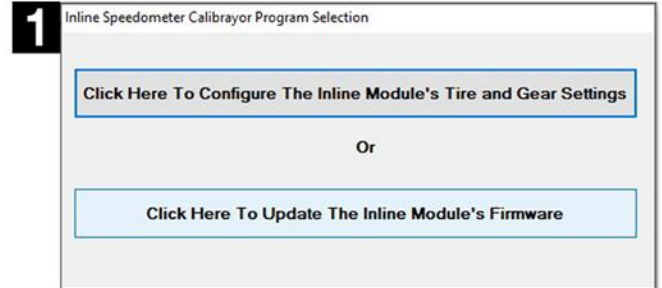 1
Inline Speedometer Calibrayor Program Selection
Click Here To Configure The Inline Module's Tire and Gear Settings
Or
Click Here To Update The Inline Module's Firmware